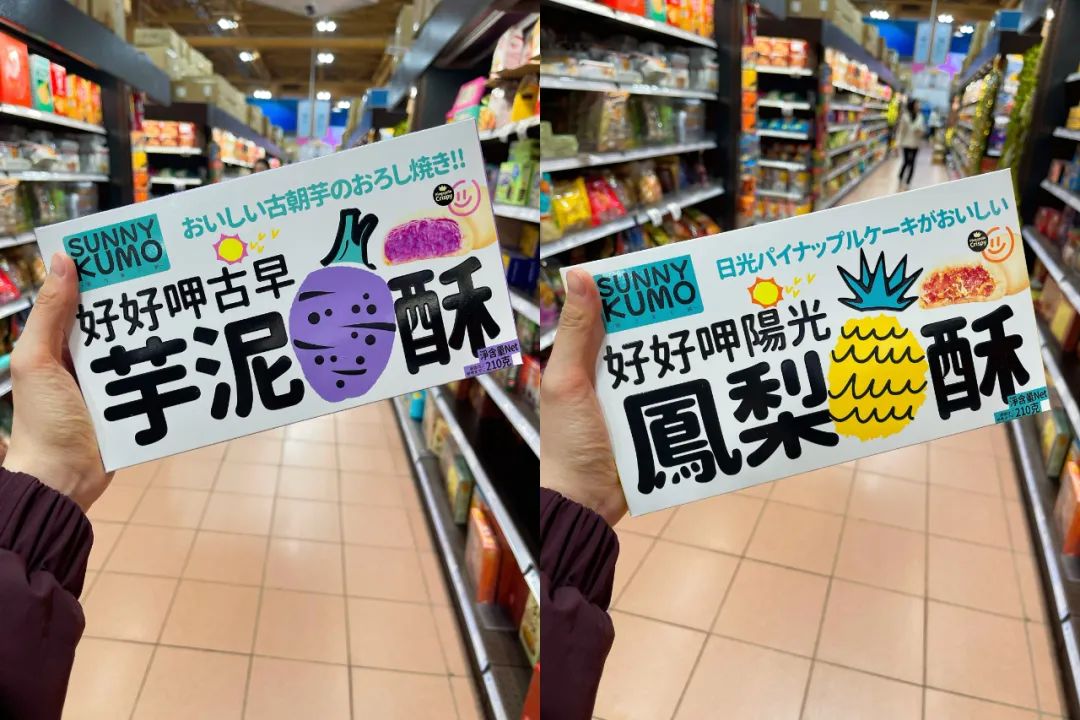 おいしい古朝芋のおろし焼き!!
SUNNY
KUMO
Crispy
好好呷古早
芋泥酥
淨含量Net
210克
日光パイナップルケーキがおいしい
SUNNY
KUMO
Crispy
好好呷陽光
鳳梨酥
淨含量Net
210克